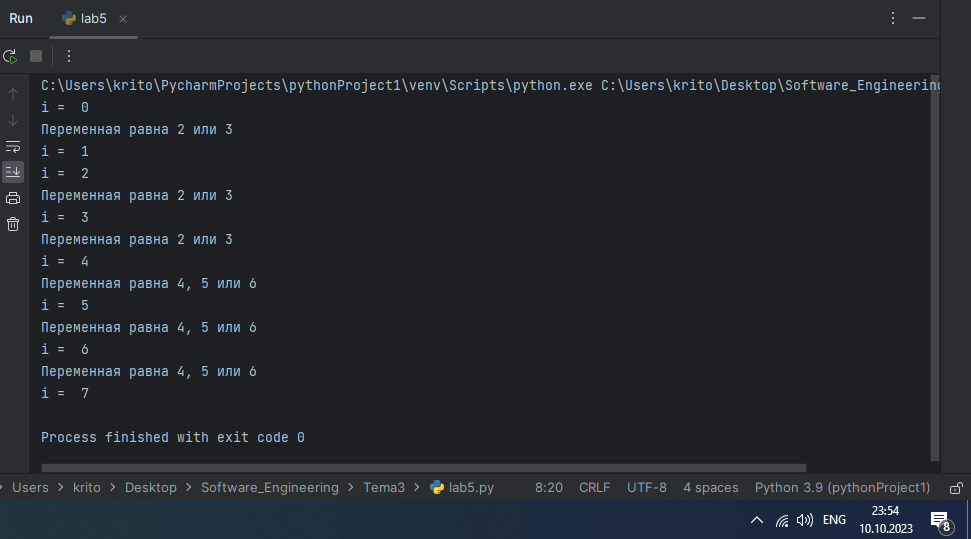 Run lab5
C:\Users\krito\PycharmProjects\pythonProject1\venv\Scripts\python.exe C:\Users\krito\Desktop\Software_Engineering
i =  0
Переменная равна 2 или 3
i =  1
i =  2
Переменная равна 2 или 3
i =  3
Переменная равна 2 или 3
i =  4
Переменная равна 4, 5 или 6
i =  5
Переменная равна 4, 5 или 6
i =  6
Переменная равна 4, 5 или 6
i =  7
Process finished with exit code 0
Users > krito > Desktop > Software_Engineering > Tema3 > lab5.py 8:20 CRLF UTF-8 4 spaces Python 3.9 (pythonProject1)
ENG 23:54 8
10.10.2023